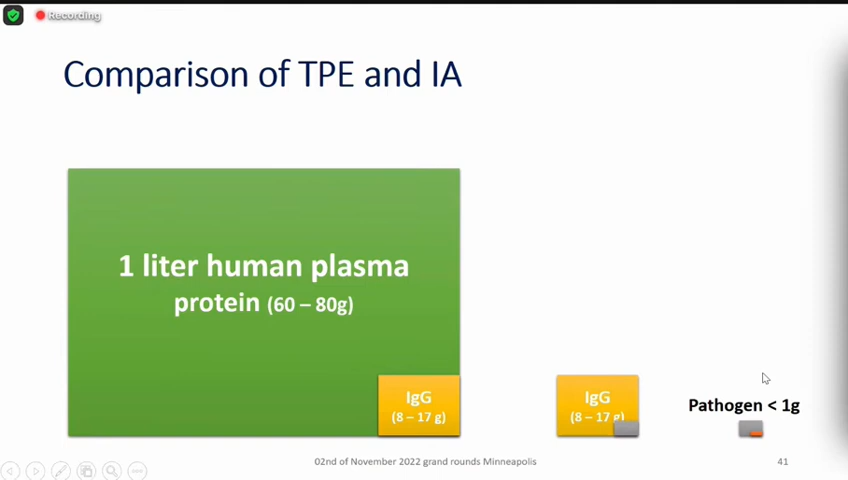 Recording
Comparison of TPE and IA
1 liter human plasma
protein (60 – 80g)
IgG
(8 – 17 g)
IgG
(8 – 17 g)
Pathogen < 1g
02nd of November 2022 grand rounds Minneapolis
41